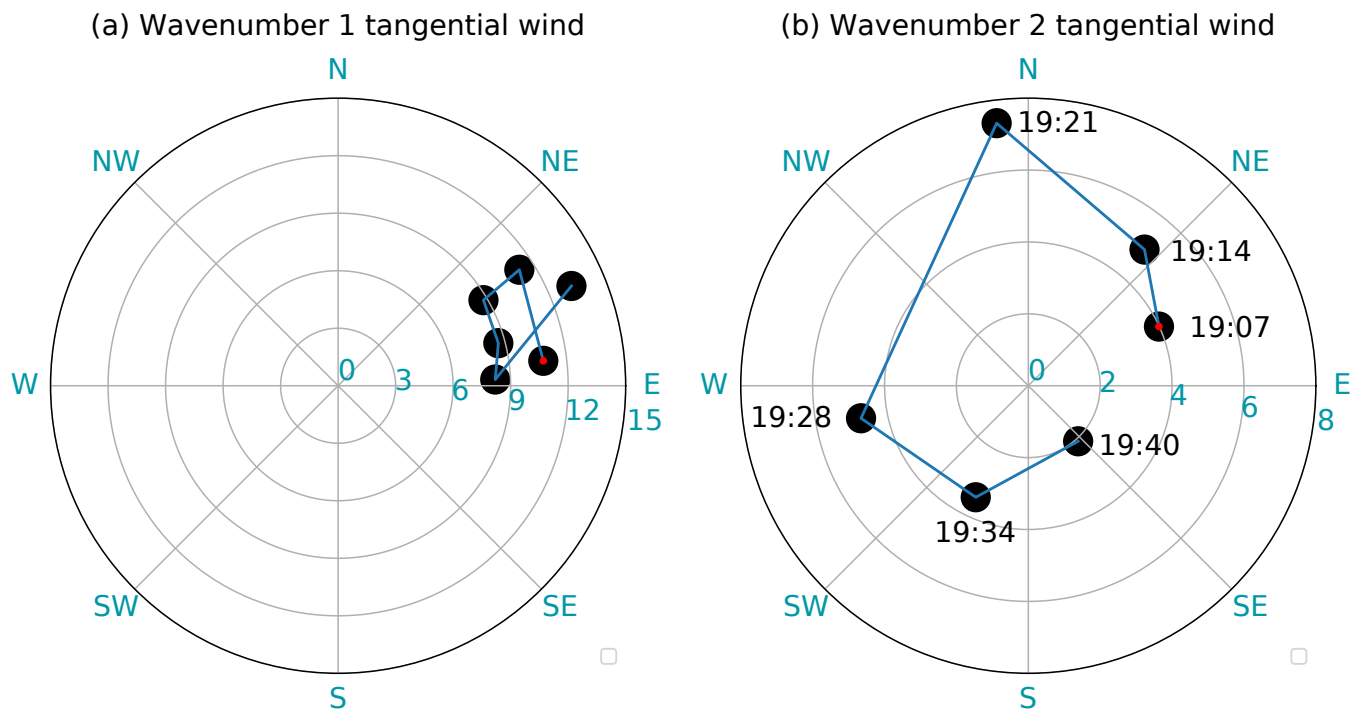 (a) Wavenumber 1 tangential wind
N
NW
NE
W
E
0
3
6
9
12
15
SW
SE
S
(b) Wavenumber 2 tangential wind
N
19:21
NW
NE
19:14
19:07
W
E
0
2
4
6
8
19:28
19:40
19:34
SW
SE
S